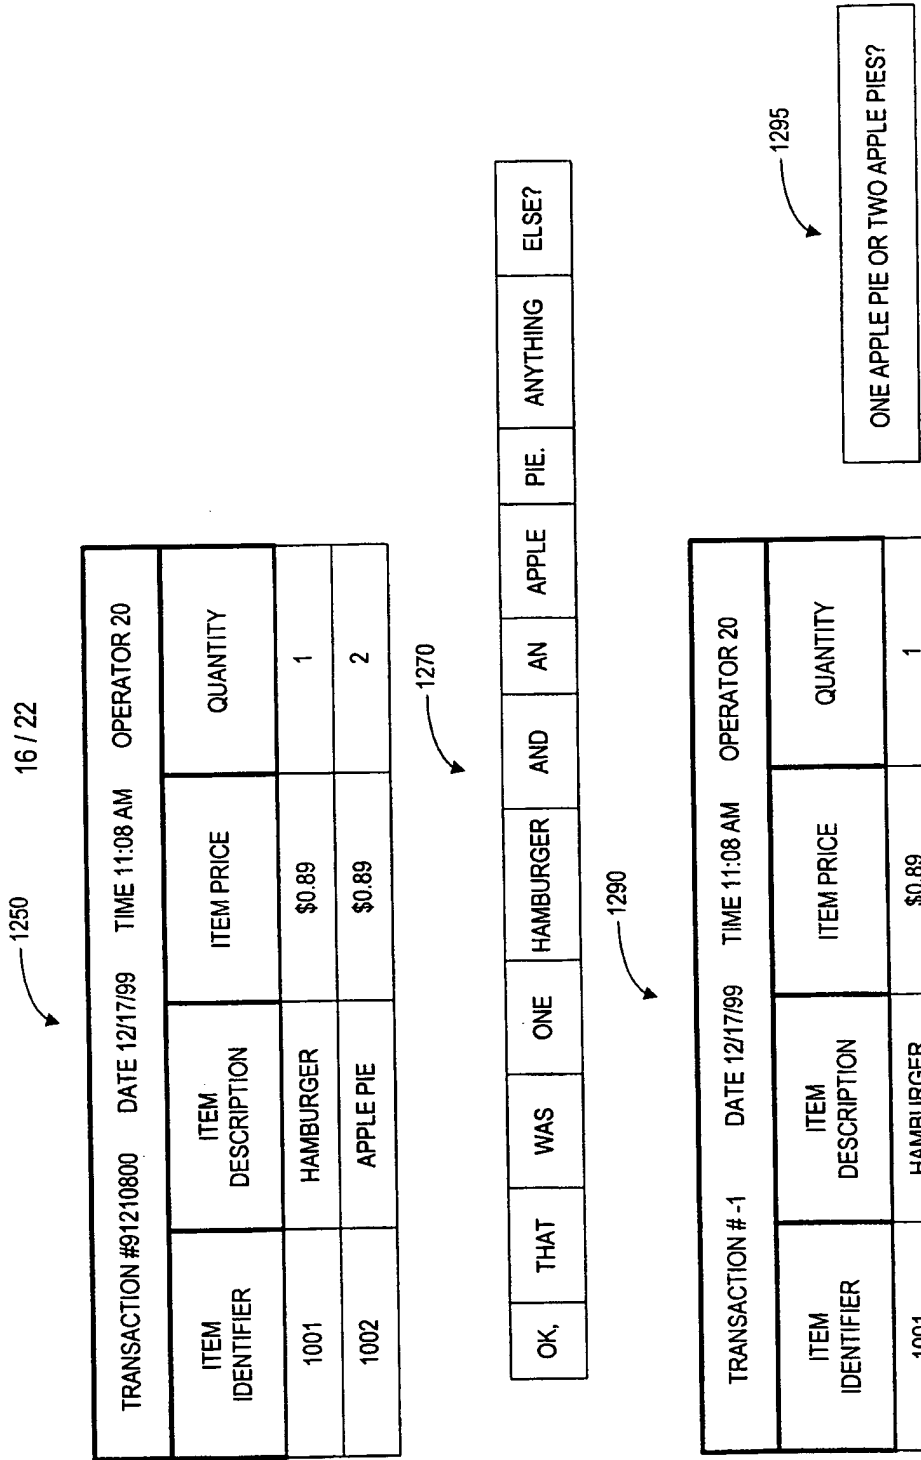 16 / 22
1250
TRANSACTION #91210800 DATE 12/17/99 TIME 11:08 AM OPERATOR 20
ITEM IDENTIFIER ITEM DESCRIPTION ITEM PRICE QUANTITY
1001 HAMBURGER $0.89 1
1002 APPLE PIE $0.89 2
1270
OK, THAT WAS ONE HAMBURGER AND AN APPLE PIE. ANYTHING ELSE?
1290
TRANSACTION # -1 DATE 12/17/99 TIME 11:08 AM OPERATOR 20
ITEM IDENTIFIER ITEM DESCRIPTION ITEM PRICE QUANTITY
1001 HAMBURGER $0.89 1
1295
ONE APPLE PIE OR TWO APPLE PIES?